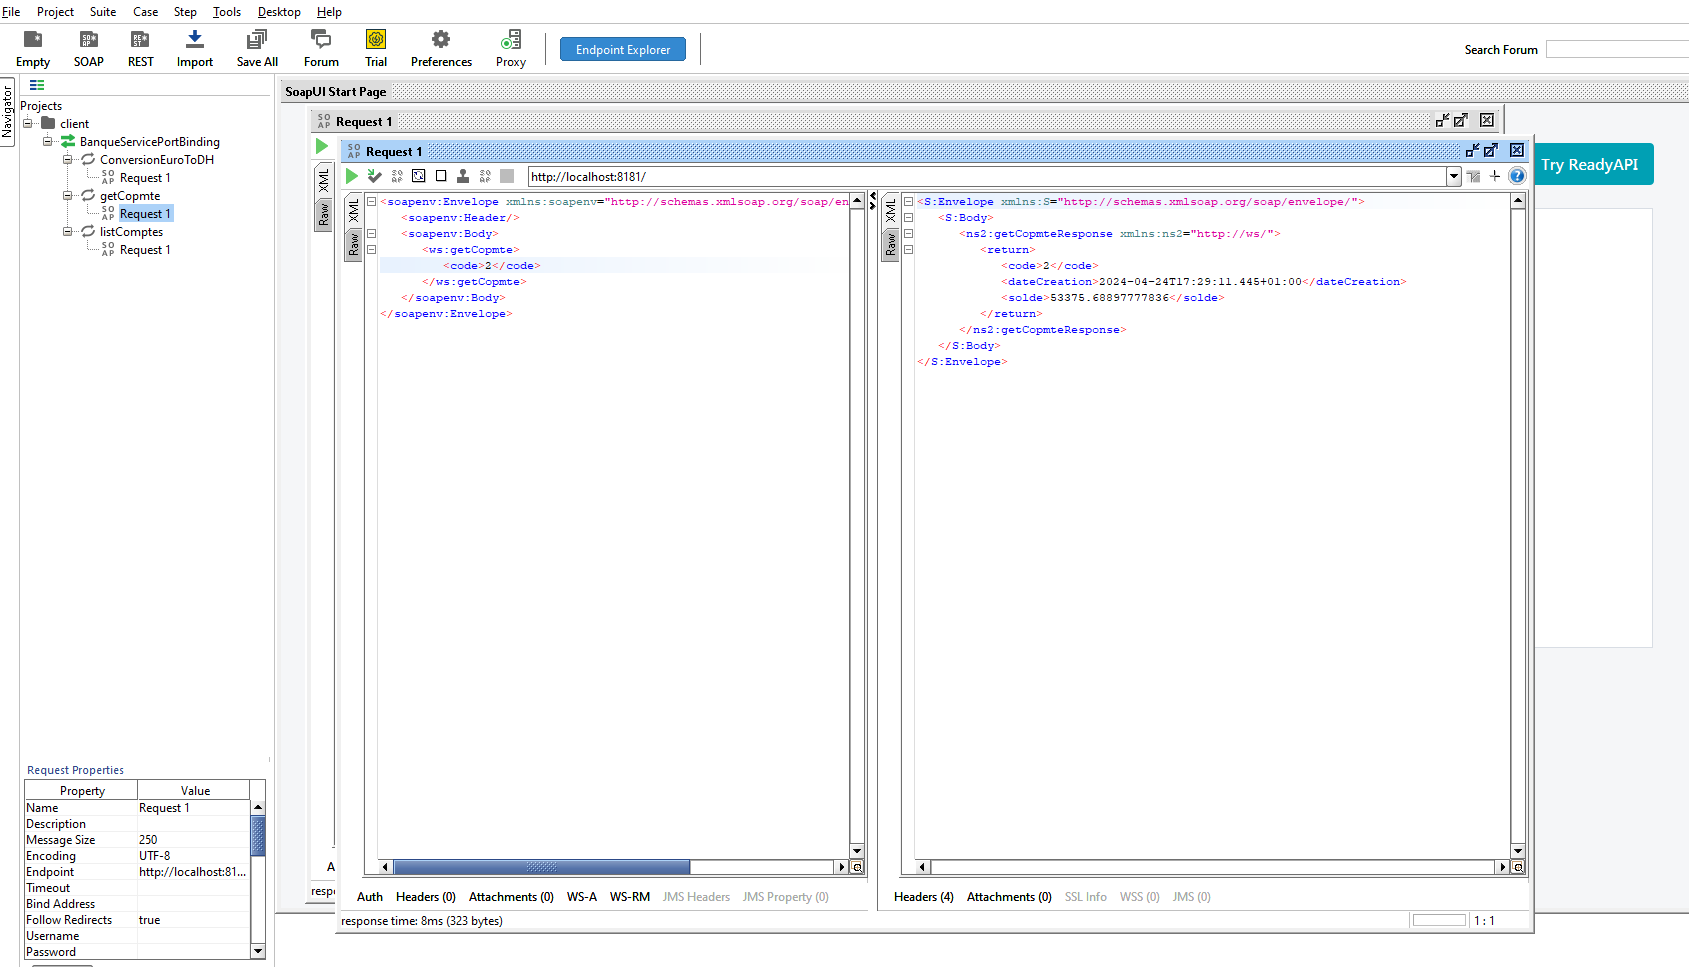 File Project Suite Case Step Tools Desktop Help
Empty SOAP REST Import Save All Forum Trial Preferences Proxy Endpoint Explorer Search Forum
Navigator
Projects
client
BanqueServicePortBinding
ConversionEuroToDH
Request 1
getCopmte
Request 1
listComptes
Request 1
SoapUI Start Page
Request 1
Request 1
Try ReadyAPI
http://localhost:8181/
XML
Raw
XML
Raw
<soapenv:Envelope xmlns:soapenv="http://schemas.xmlsoap.org/soap/en
<soapenv:Header/>
<soapenv:Body>
<ws:getCopmte>
<code>2</code>
</ws:getCopmte>
</soapenv:Body>
</soapenv:Envelope>
XML
Raw
<S:Envelope xmlns:S="http://schemas.xmlsoap.org/soap/envelope/">
<S:Body>
<ns2:getCopmteResponse xmlns:ns2="http://ws/">
<return>
<code>2</code>
<dateCreation>2024-04-24T17:29:11.445+01:00</dateCreation>
<solde>53375.68897777836</solde>
</return>
</ns2:getCopmteResponse>
</S:Body>
</S:Envelope>
Request Properties
Property Value
Name Request 1
Description
Message Size 250
Encoding UTF-8
Endpoint http://localhost:81...
Timeout
Bind Address
Follow Redirects true
Username
Password
A
resp
Auth Headers (0) Attachments (0) WS-A WS-RM JMS Headers JMS Property (0)
Headers (4) Attachments (0) SSL Info WSS (0) JMS (0)
response time: 8ms (323 bytes)
1 : 1